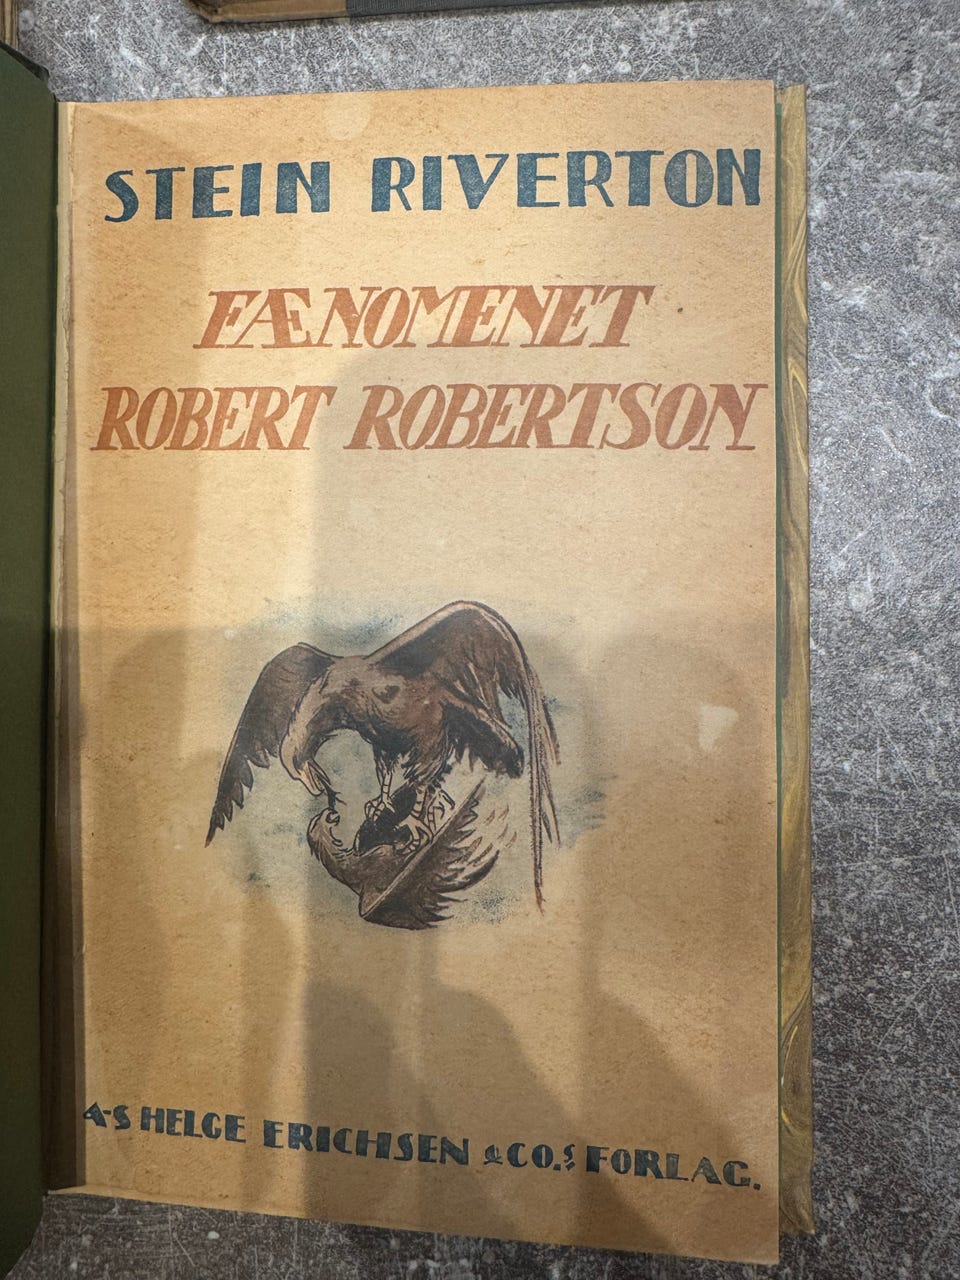 STEIN RIVERTON
FÆNOMENET
ROBERT ROBERTSON
A-S HELGE ERICHSEN & CO.S FORLAG.